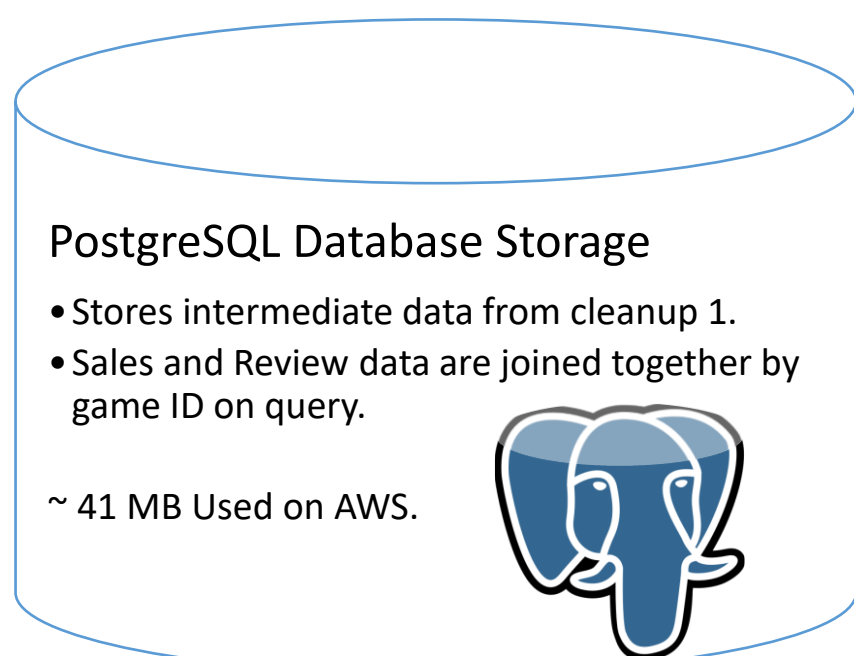 PostgreSQL Database Storage
•Stores intermediate data from cleanup 1.
•Sales and Review data are joined together by
game ID on query.
~ 41 MB Used on AWS.